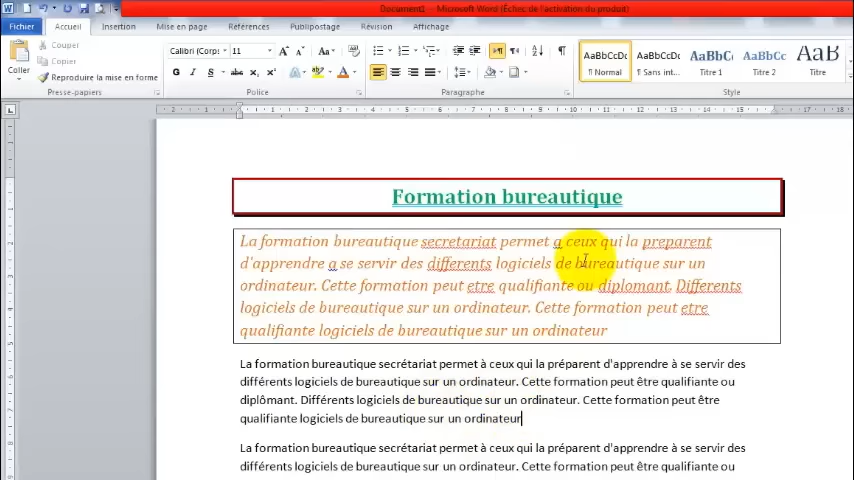 Document1 - Microsoft Word (Échec de l'activation du produit)
Fichier Accueil Insertion Mise en page Références Publipostage Révision Affichage
Couper
Copier
Reproduire la mise en forme
Coller
Calibri (Corps) 11
G I S abc x₂ x²
AaBbCcDc AaBbCcDc AaBbC AaBbCc AaB
¶ Normal ¶ Sans int... Titre 1 Titre 2 Titre
Presse-papiers Police Paragraphe Style
Formation bureautique
La formation bureautique secretariat permet a ceux qui la preparent
d'apprendre a se servir des differents logiciels de bureautique sur un
ordinateur. Cette formation peut etre qualifiante ou diplomant. Differents
logiciels de bureautique sur un ordinateur. Cette formation peut etre
qualifiante logiciels de bureautique sur un ordinateur
La formation bureautique secrétariat permet à ceux qui la préparent d'apprendre à se servir des
différents logiciels de bureautique sur un ordinateur. Cette formation peut être qualifiante ou
diplômant. Différents logiciels de bureautique sur un ordinateur. Cette formation peut être
qualifiante logiciels de bureautique sur un ordinateur
La formation bureautique secrétariat permet à ceux qui la préparent d'apprendre à se servir des
différents logiciels de bureautique sur un ordinateur. Cette formation peut être qualifiante ou